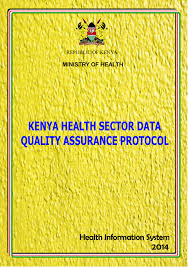 REPUBLIC OF KENYA
MINISTRY OF HEALTH
KENYA HEALTH SECTOR DATA
QUALITY ASSURANCE PROTOCOL
Health Information System
2014